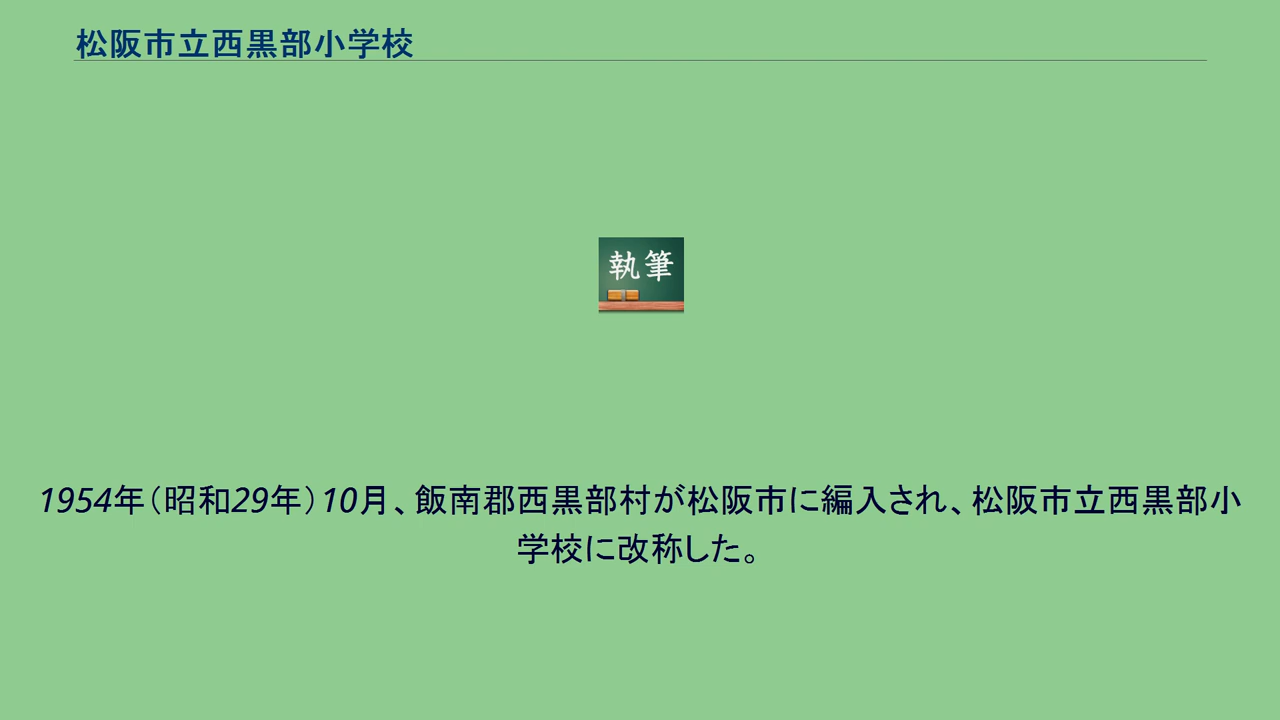 松阪市立西黒部小学校
執筆
1954年（昭和29年）10月、飯南郡西黒部村が松阪市に編入され、松阪市立西黒部小
学校に改称した。